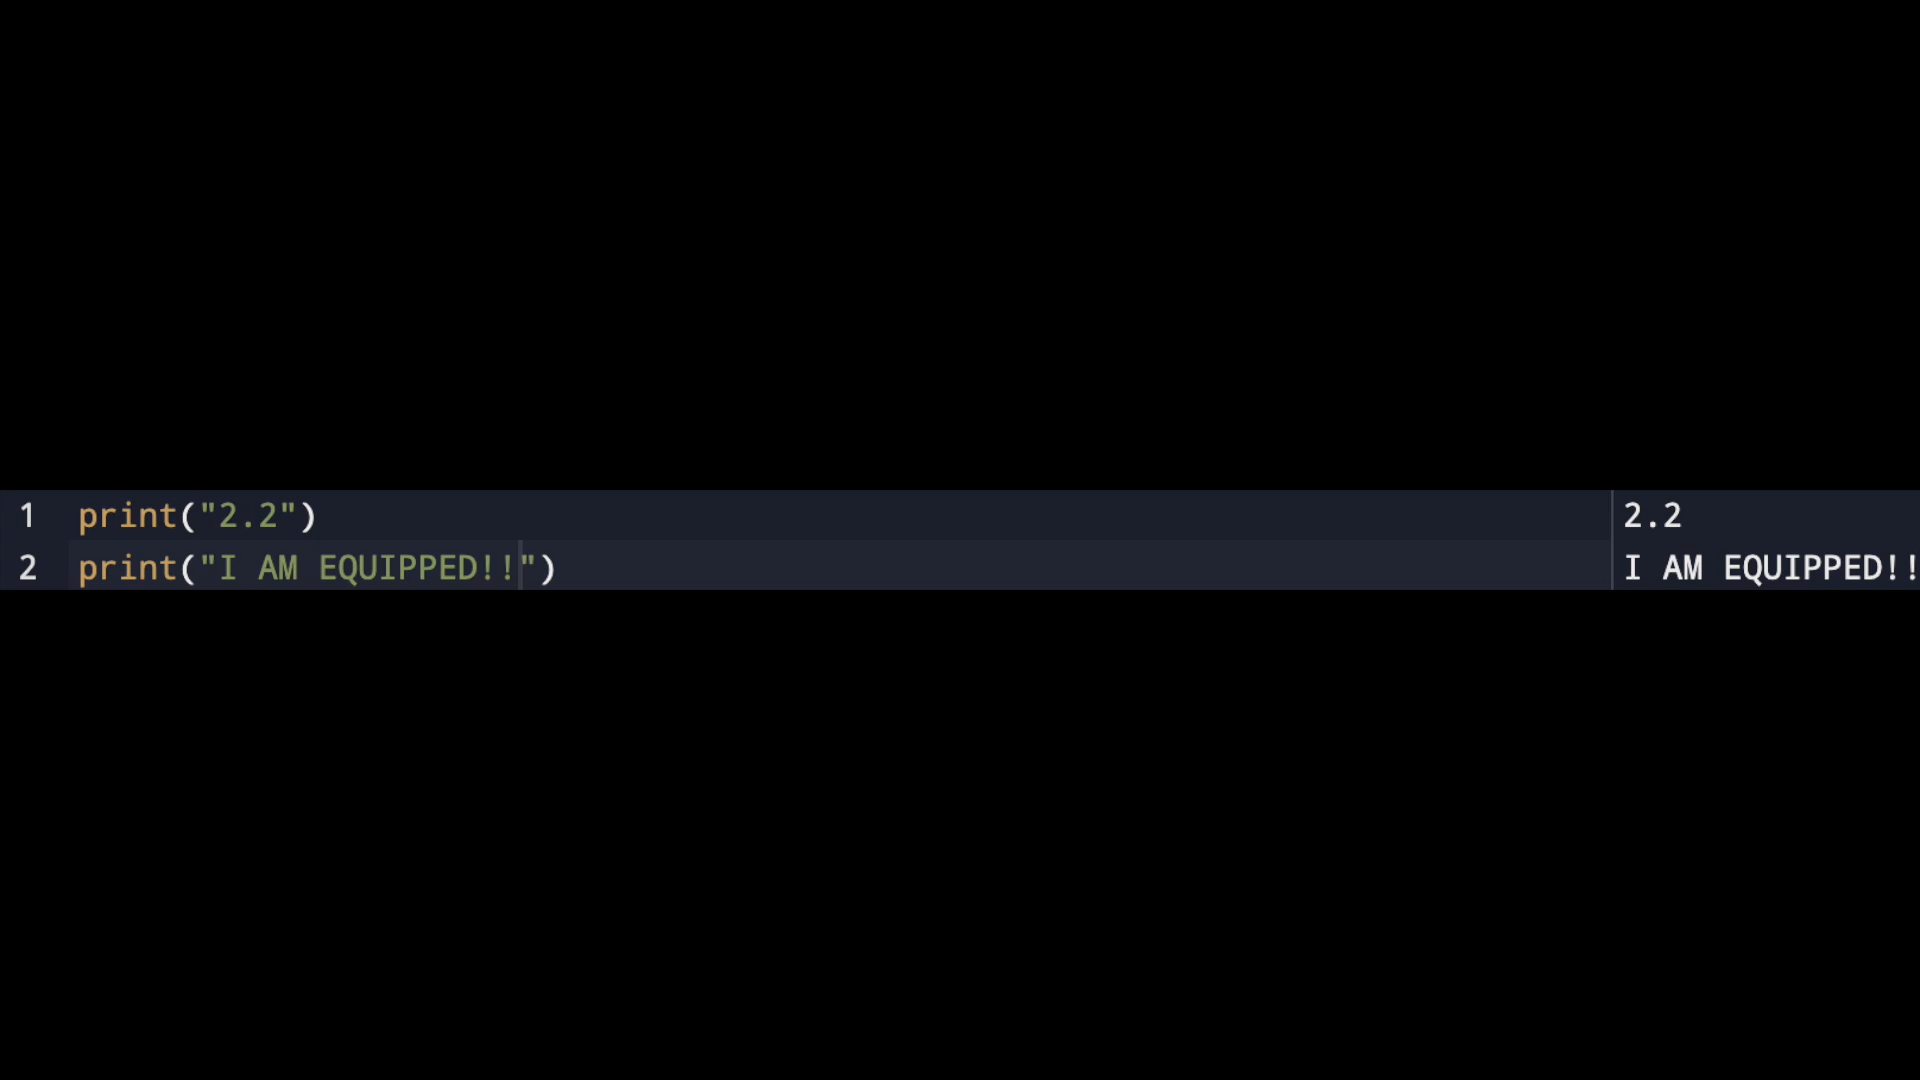 1 print("2.2") 2.2
2 print("I AM EQUIPPED!!") I AM EQUIPPED!!